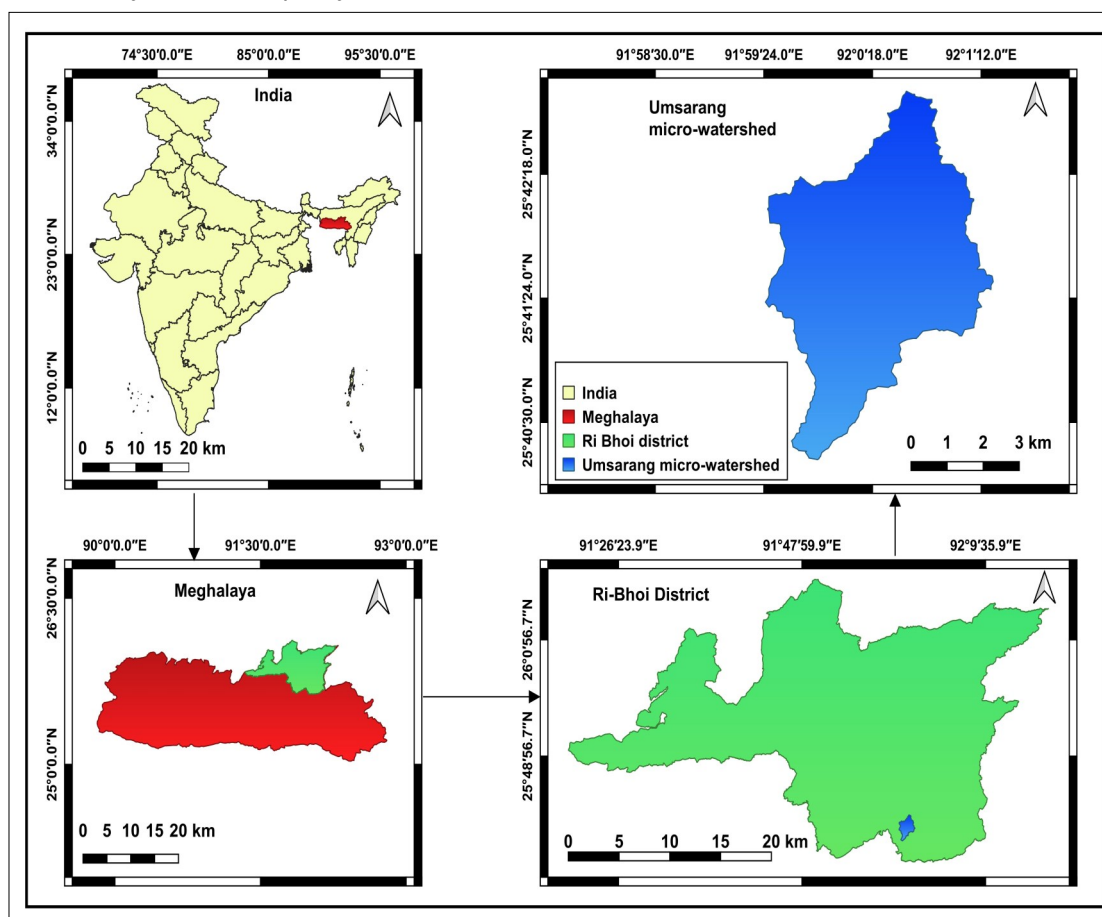 74°30'0.0"E 85°0'0.0"E 95°30'0.0"E
India
34°0'0.0"N
23°0'0.0"N
12°0'0.0"N
0 5 10 15 20 km
91°58'30.0"E 91°59'24.0"E 92°0'18.0"E 92°1'12.0"E
Umsarang
micro-watershed
25°42'18.0"N
25°41'24.0"N
25°40'30.0"N
India
Meghalaya
Ri Bhoi district
Umsarang micro-watershed
0 1 2 3 km
90°0'0.0"E 91°30'0.0"E 93°0'0.0"E
Meghalaya
26°30'0.0"N
25°0'0.0"N
0 5 10 15 20 km
91°26'23.9"E 91°47'59.9"E 92°9'35.9"E
Ri-Bhoi District
26°0'56.7"N
25°48'56.7"N
0 5 10 15 20 km